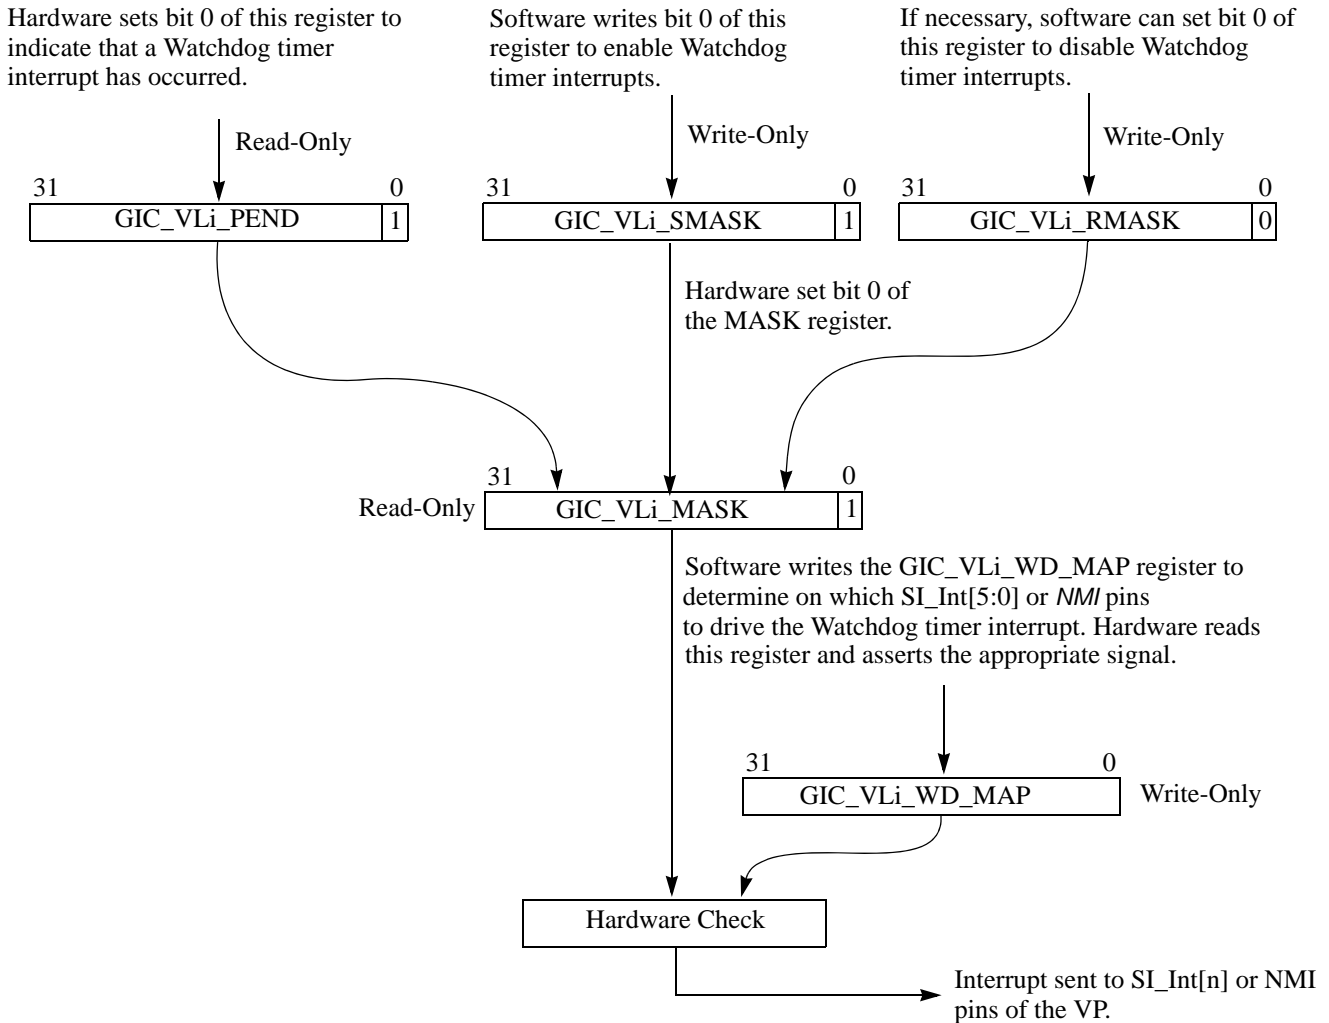 Hardware sets bit 0 of this register to
indicate that a Watchdog timer
interrupt has occurred.
Software writes bit 0 of this
register to enable Watchdog
timer interrupts.
If necessary, software can set bit 0 of
this register to disable Watchdog
timer interrupts.
Read-Only
Write-Only
Write-Only
31 0
GIC_VLi_PEND 1
31 0
GIC_VLi_SMASK 1
31 0
GIC_VLi_RMASK 0
Hardware set bit 0 of
the MASK register.
31 0
Read-Only GIC_VLi_MASK 1
Software writes the GIC_VLi_WD_MAP register to
determine on which SI_Int[5:0] or NMI pins
to drive the Watchdog timer interrupt. Hardware reads
this register and asserts the appropriate signal.
31 0
GIC_VLi_WD_MAP Write-Only
Hardware Check
Interrupt sent to SI_Int[n] or NMI
pins of the VP.